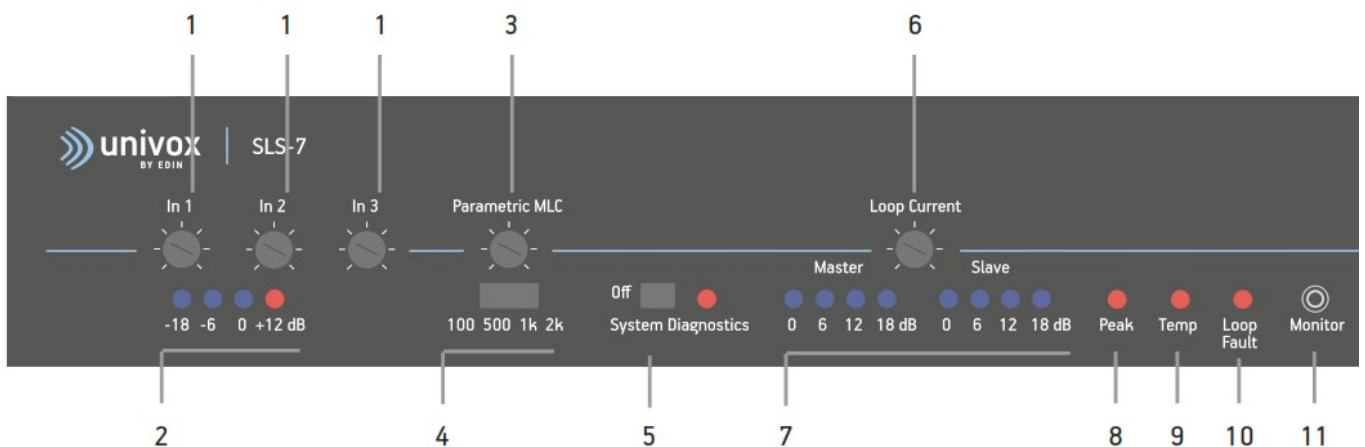 1 1 1 3 6
univox
BY EDIN
SLS-7
In 1 In 2 In 3 Parametric MLC Loop Current
Master Slave
Off
-18 -6 0 +12 dB
100 500 1k 2k
System Diagnostics
0 6 12 18 dB
0 6 12 18 dB
Peak
Temp
Loop
Fault
Monitor
2 4 5 7 8 9 10 11